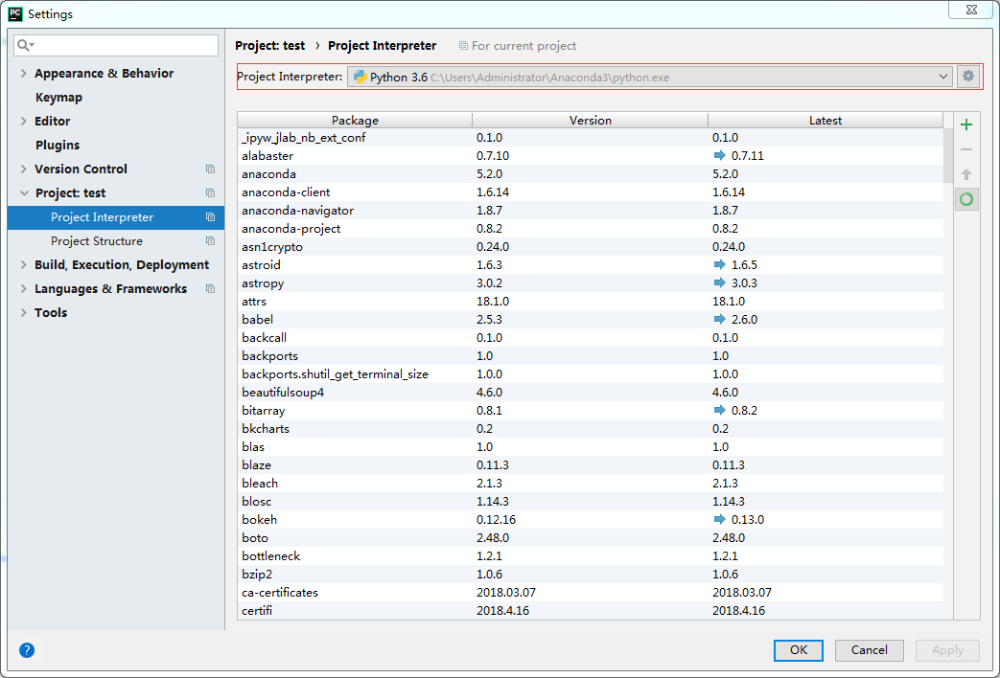 PC Settings
Project: test › Project Interpreter For current project
Appearance & Behavior
Keymap
Editor
Plugins
Version Control
Project: test
Project Interpreter
Project Structure
Build, Execution, Deployment
Languages & Frameworks
Tools
Project Interpreter: Python 3.6 C:\Users\Administrator\Anaconda3\python.exe
Package Version Latest
_ipyw_jlab_nb_ext_conf 0.1.0 0.1.0
alabaster 0.7.10 0.7.11
anaconda 5.2.0 5.2.0
anaconda-client 1.6.14 1.6.14
anaconda-navigator 1.8.7 1.8.7
anaconda-project 0.8.2 0.8.2
asn1crypto 0.24.0 0.24.0
astroid 1.6.3 1.6.5
astropy 3.0.2 3.0.3
attrs 18.1.0 18.1.0
babel 2.5.3 2.6.0
backcall 0.1.0 0.1.0
backports 1.0 1.0
backports.shutil_get_terminal_size 1.0.0 1.0.0
beautifulsoup4 4.6.0 4.6.0
bitarray 0.8.1 0.8.2
bkcharts 0.2 0.2
blas 1.0 1.0
blaze 0.11.3 0.11.3
bleach 2.1.3 2.1.3
blosc 1.14.3 1.14.3
bokeh 0.12.16 0.13.0
boto 2.48.0 2.48.0
bottleneck 1.2.1 1.2.1
bzip2 1.0.6 1.0.6
ca-certificates 2018.03.07 2018.03.07
certifi 2018.4.16 2018.4.16
? OK Cancel Apply